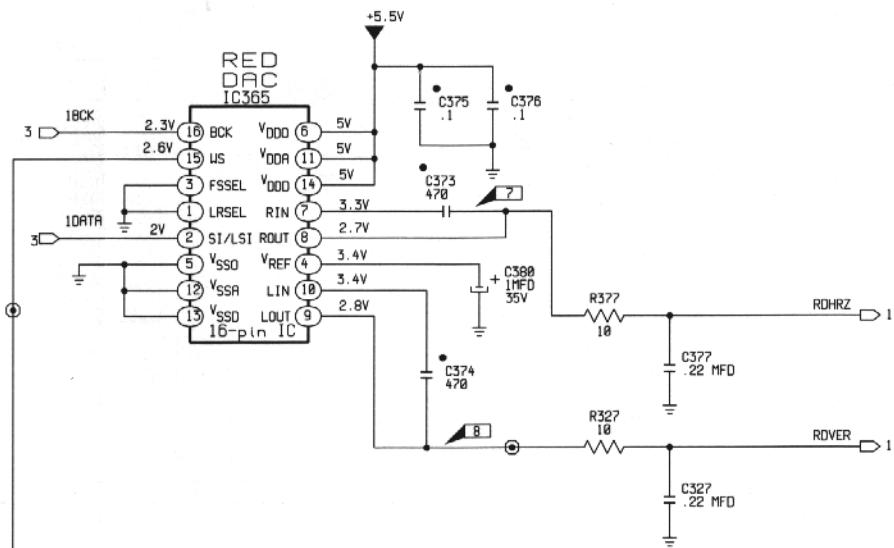 +5.5V
RED
DAC
IC365
1BCK
3
2.3V
16
BCK
VDDD
6
5V
C375
.1
C376
.1
2.6V
15
WS
VDDA
11
5V
3
FSSEL
VDDD
14
5V
C373
470
7
1
LRSEL
RIN
7
3.3V
1DATA
3
2V
2
SI/LSI
ROUT
8
2.7V
5
VSSO
VREF
4
3.4V
+
C380
1MFD
35V
12
VSSA
LIN
10
3.4V
13
VSSD
LOUT
9
2.8V
16-pin IC
R377
10
RDHRZ
1
C377
.22 MFD
C374
470
8
R327
10
RDVER
1
C327
.22 MFD